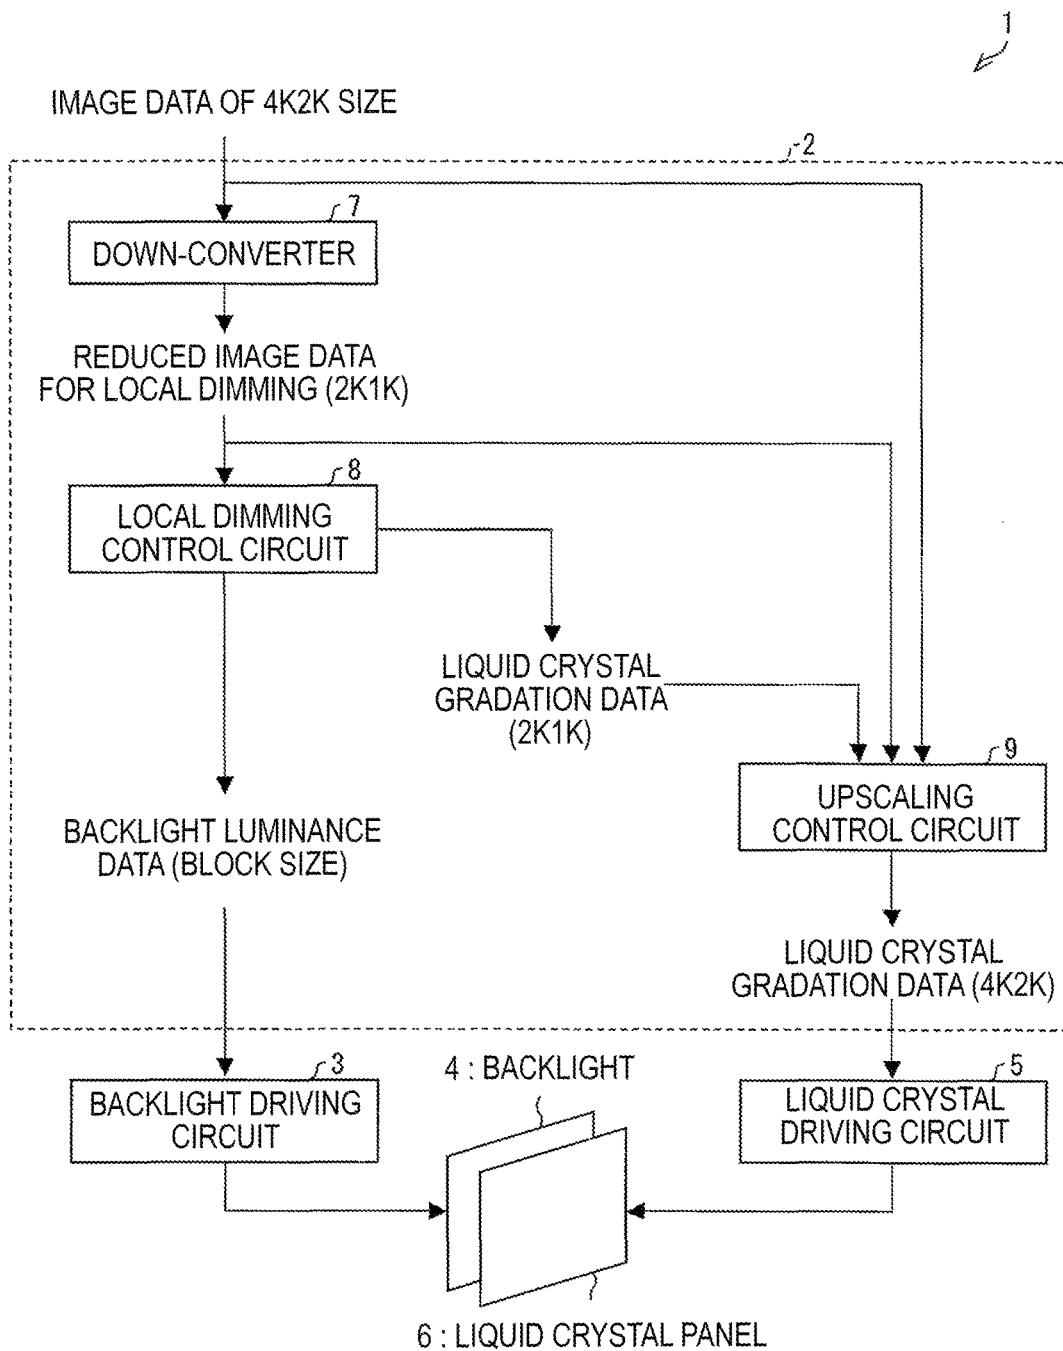 1
IMAGE DATA OF 4K2K SIZE
2
7
DOWN-CONVERTER
REDUCED IMAGE DATA
FOR LOCAL DIMMING (2K1K)
8
LOCAL DIMMING
CONTROL CIRCUIT
LIQUID CRYSTAL
GRADATION DATA
(2K1K)
9
UPSCALING
CONTROL CIRCUIT
BACKLIGHT LUMINANCE
DATA (BLOCK SIZE)
LIQUID CRYSTAL
GRADATION DATA (4K2K)
3
BACKLIGHT DRIVING
CIRCUIT
4 : BACKLIGHT
5
LIQUID CRYSTAL
DRIVING CIRCUIT
6 : LIQUID CRYSTAL PANEL